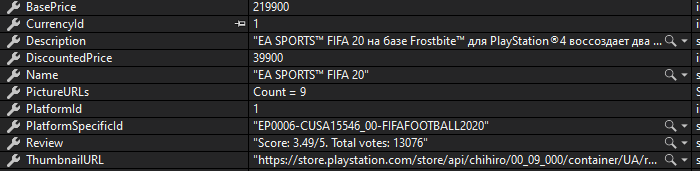 BasePrice 219900 i
CurrencyId 1 i
Description "EA SPORTS™ FIFA 20 на базе Frostbite™ для PlayStation®4 воссоздает два ... s
DiscountedPrice 39900 i
Name "EA SPORTS™ FIFA 20" s
PictureURLs Count = 9 S
PlatformId 1 i
PlatformSpecificId "EP0006-CUSA15546_00-FIFAFOOTBALL2020" s
Review "Score: 3.49/5. Total votes: 13076" s
ThumbnailURL "https://store.playstation.com/store/api/chihiro/00_09_000/container/UA/r... s